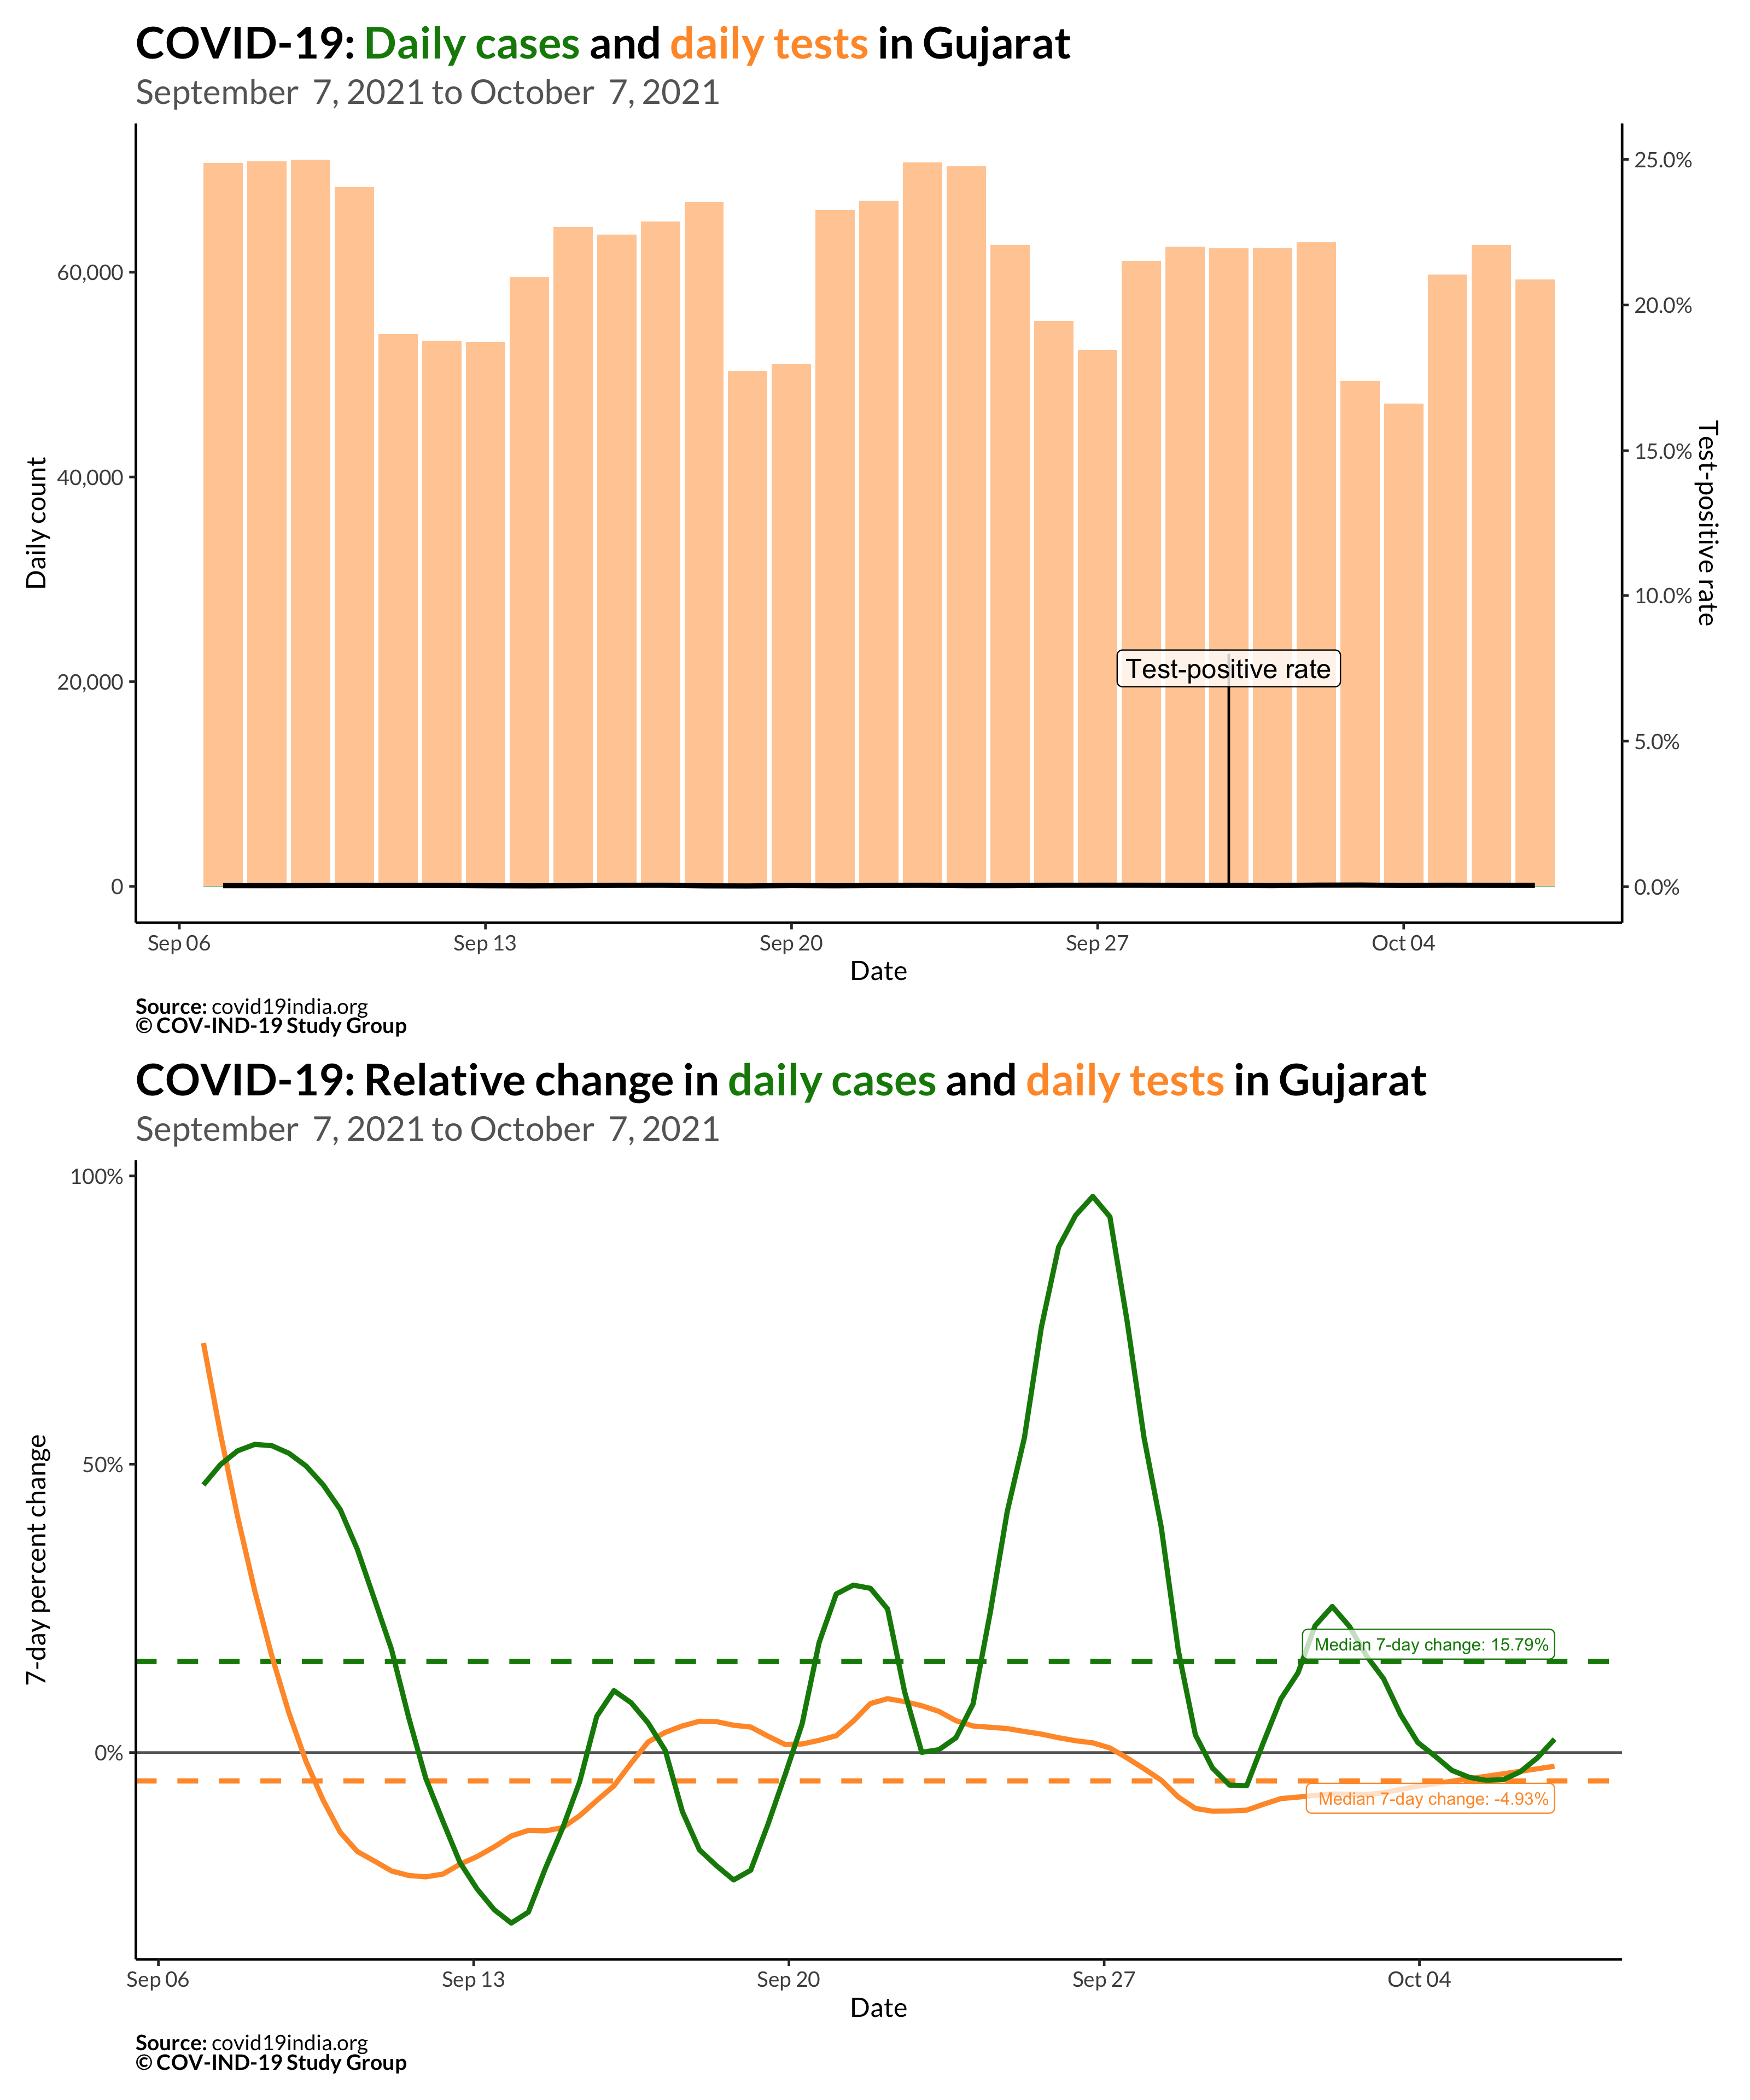 COVID-19: Daily cases and daily tests in Gujarat
September 7, 2021 to October 7, 2021
25.0%
60,000
20.0%
40,000
15.0%
Daily count
Test-positive rate
10.0%
Test-positive rate
20,000
5.0%
0
0.0%
Sep 06
Sep 13
Sep 20
Sep 27
Oct 04
Date
Source: covid19india.org
© COV-IND-19 Study Group
COVID-19: Relative change in daily cases and daily tests in Gujarat
September 7, 2021 to October 7, 2021
100%
50%
7-day percent change
Median 7-day change: 15.79%
0%
Median 7-day change: -4.93%
Sep 06
Sep 13
Sep 20
Sep 27
Oct 04
Date
Source: covid19india.org
© COV-IND-19 Study Group